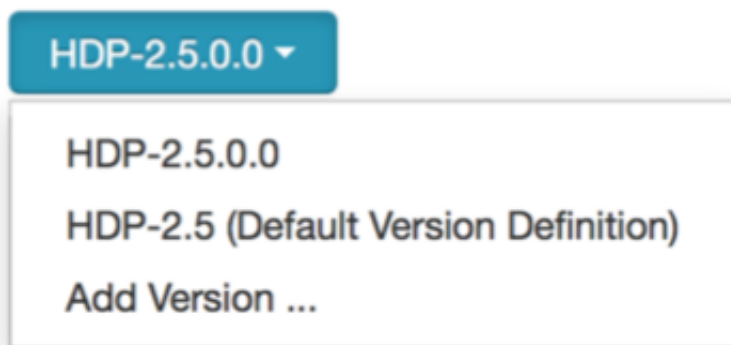 HDP-2.5.0.0
HDP-2.5.0.0
HDP-2.5 (Default Version Definition)
Add Version ...